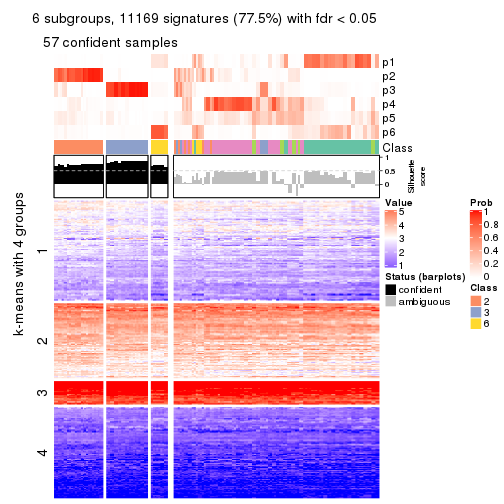 6 subgroups, 11169 signatures (77.5%) with fdr < 0.05
57 confident samples
p1
p2
p3
p4
p5
p6
Class
1
0.5
0
Silhouette
score
k-means with 4 groups
1
2
3
4
Value
5
4
3
2
1
Status (barplots)
confident
ambiguous
Prob
1
0.8
0.6
0.4
0.2
0
Class
2
3
6